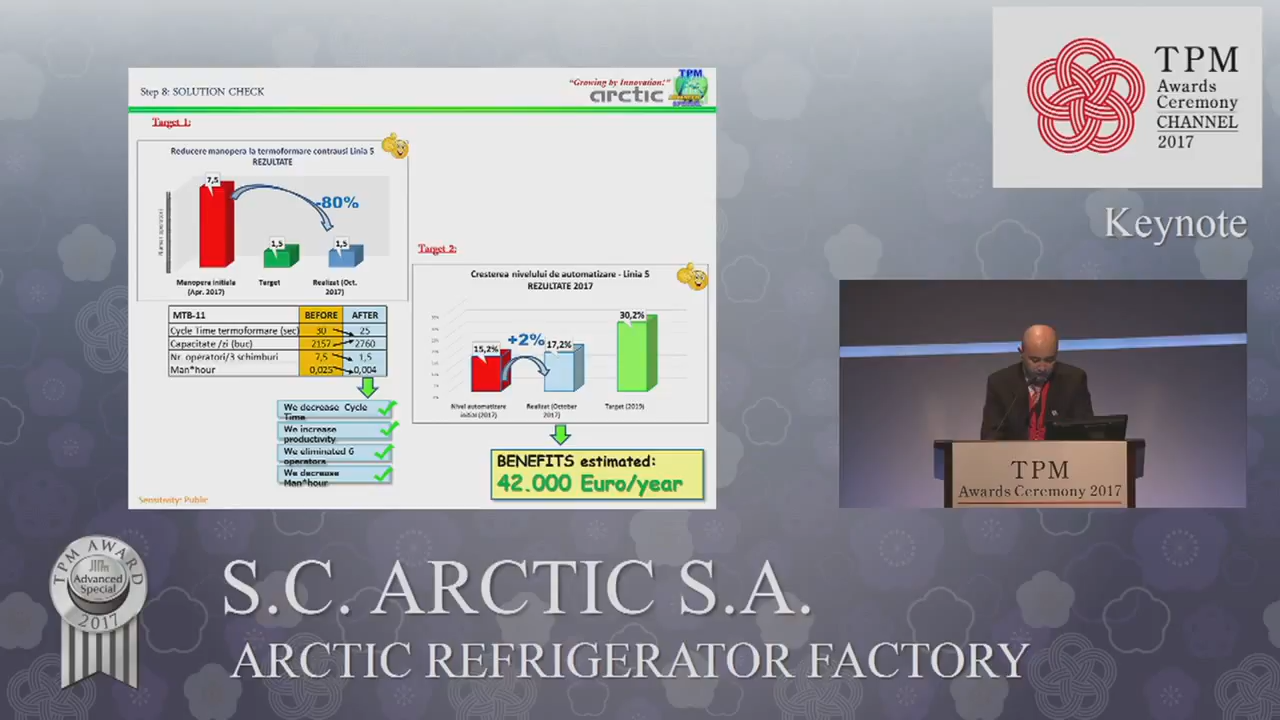 Step 8: SOLUTION CHECK
"Growing by Innovation!"
arctic
TPM
Target 1:
Reducere manopera la termoformare contrausi Linia 5
REZULTATE
7,5
-80%
1,5
1,5
Manopera initiala
(Apr. 2017)
Target
Realizat (Oct.
2017)
MTB-11 BEFORE AFTER
Cycle Time termoformare (sec) 30 25
Capacitate /zi (buc) 2157 2760
Nr. operatori/3 schimburi 7,5 1,5
Man*hour 0,025 0,004
We decrease Cycle
Time
We increase
productivity
We eliminated 6
operators
We decrease
Man*hour
Sensitivity: Public
Target 2:
Cresterea nivelului de automatizare - Linia 5
REZULTATE 2017
15,2%
+2%
17,2%
30,2%
Nivel automatizare
initial (2017)
Realizat (October
2017)
Target (2019)
BENEFITS estimated:
42.000 Euro/year
TPM
Awards
Ceremony
CHANNEL
2017
Keynote
TPM
Awards Ceremony 2017
TPM AWARD
Advanced
Special
2017
S.C. ARCTIC S.A.
ARCTIC REFRIGERATOR FACTORY